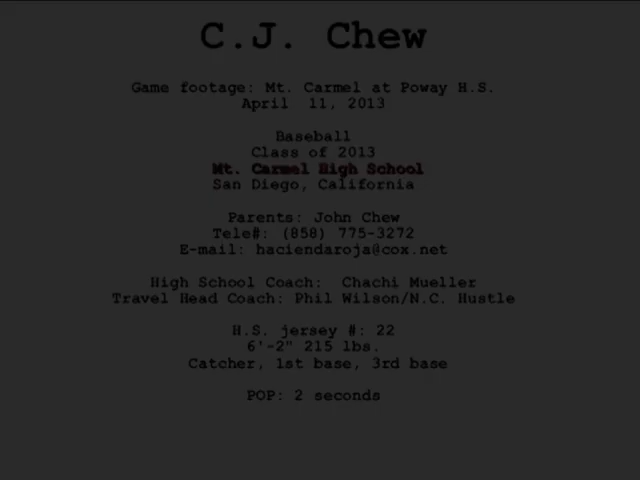 C.J. Chew
Game footage: Mt. Carmel at Poway H.S.
April 11, 2013
Baseball
Class of 2013
Mt. Carmel High School
San Diego, California
Parents: John Chew
Tele#: (858) 775-3272
E-mail: haciendaroja@cox.net
High School Coach: Chachi Mueller
Travel Head Coach: Phil Wilson/N.C. Hustle
H.S. jersey #: 22
6'-2" 215 lbs.
Catcher, 1st base, 3rd base
POP: 2 seconds